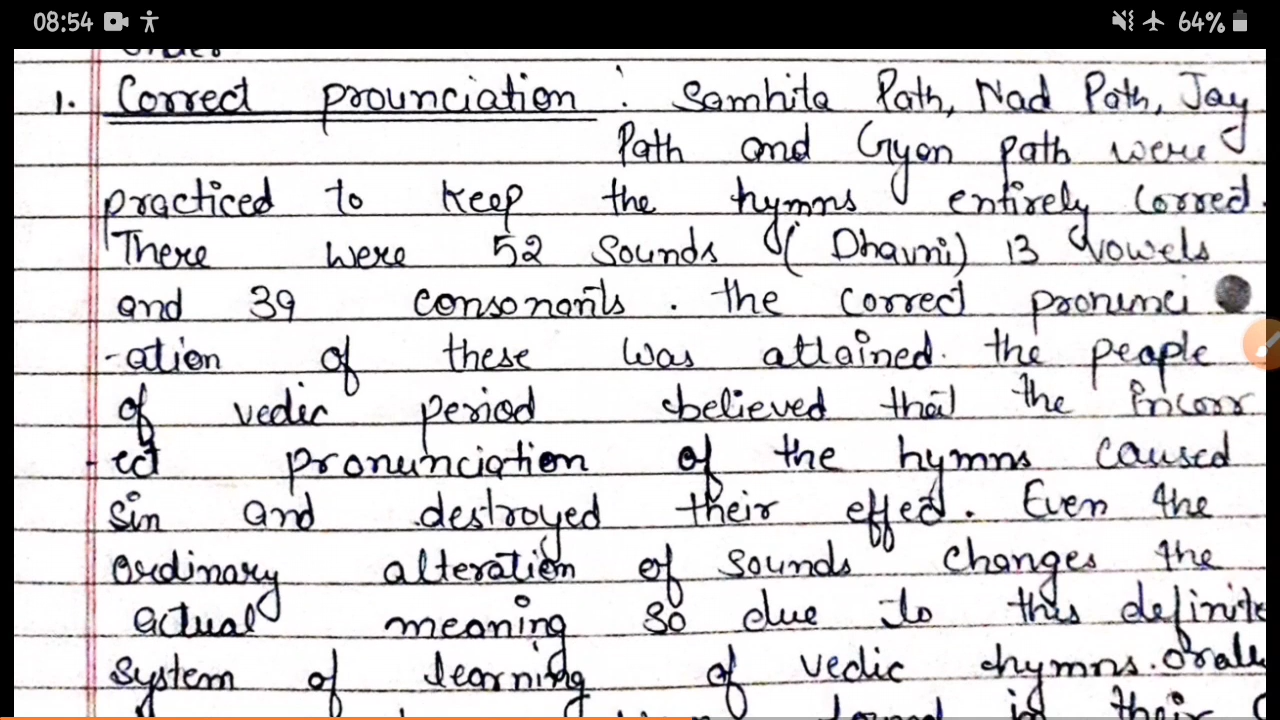 08:54 64%
1. Correct prounciation : Samhita Path, Nad Path, Jay
Path and Gyon path were
practiced to keep the hymns entirely correct.
There were 52 sounds ( Dhavni) 13 vowels
and 39 consonants . the correct pronunci
-ation of these was attained. the people
of vedic period believed that the incorr
-ect pronunciation of the hymns caused
sin and destroyed their effect. Even the
ordinary alteration of sounds changes the
actual meaning so due to this definite
system of learning of vedic hymns. orally
in their